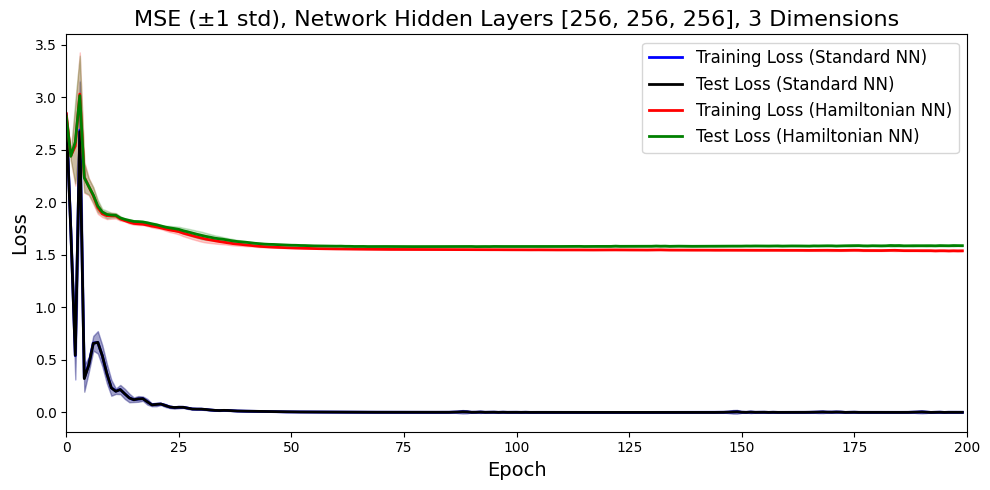 MSE (±1 std), Network Hidden Layers [256, 256, 256], 3 Dimensions
Loss
3.5
3.0
2.5
2.0
1.5
1.0
0.5
0.0
Training Loss (Standard NN)
Test Loss (Standard NN)
Training Loss (Hamiltonian NN)
Test Loss (Hamiltonian NN)
0 25 50 75 100 125 150 175 200
Epoch